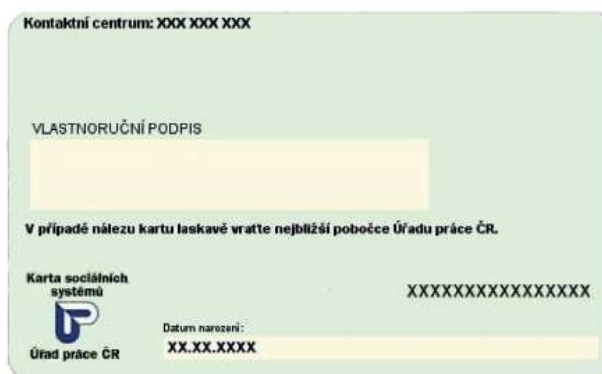 Kontaktní centrum: XXX XXX XXX
VLASTNORUČNÍ PODPIS
V případě nálezu kartu laskavě vraťte nejbližší pobočce Úřadu práce ČR.
Karta sociálních
systémů
XXXXXXXXXXXXXXXX
Datum narození:
XX.XX.XXXX
Úřad práce ČR